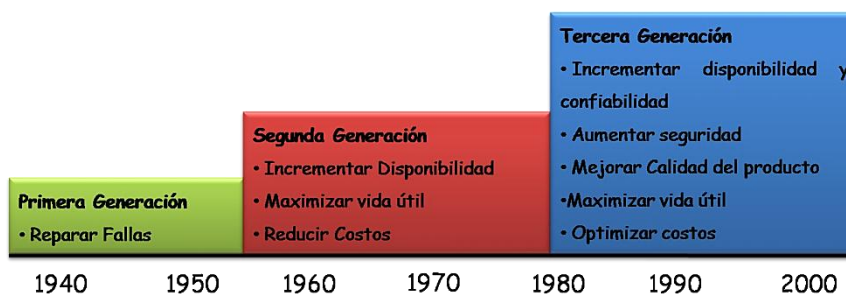 Tercera Generación
• Incrementar disponibilidad y
confiabilidad
• Aumentar seguridad
• Mejorar Calidad del producto
•Maximizar vida útil
• Optimizar costos
Segunda Generación
• Incrementar Disponibilidad
• Maximizar vida útil
• Reducir Costos
Primera Generación
• Reparar Fallas
1940 1950 1960 1970 1980 1990 2000